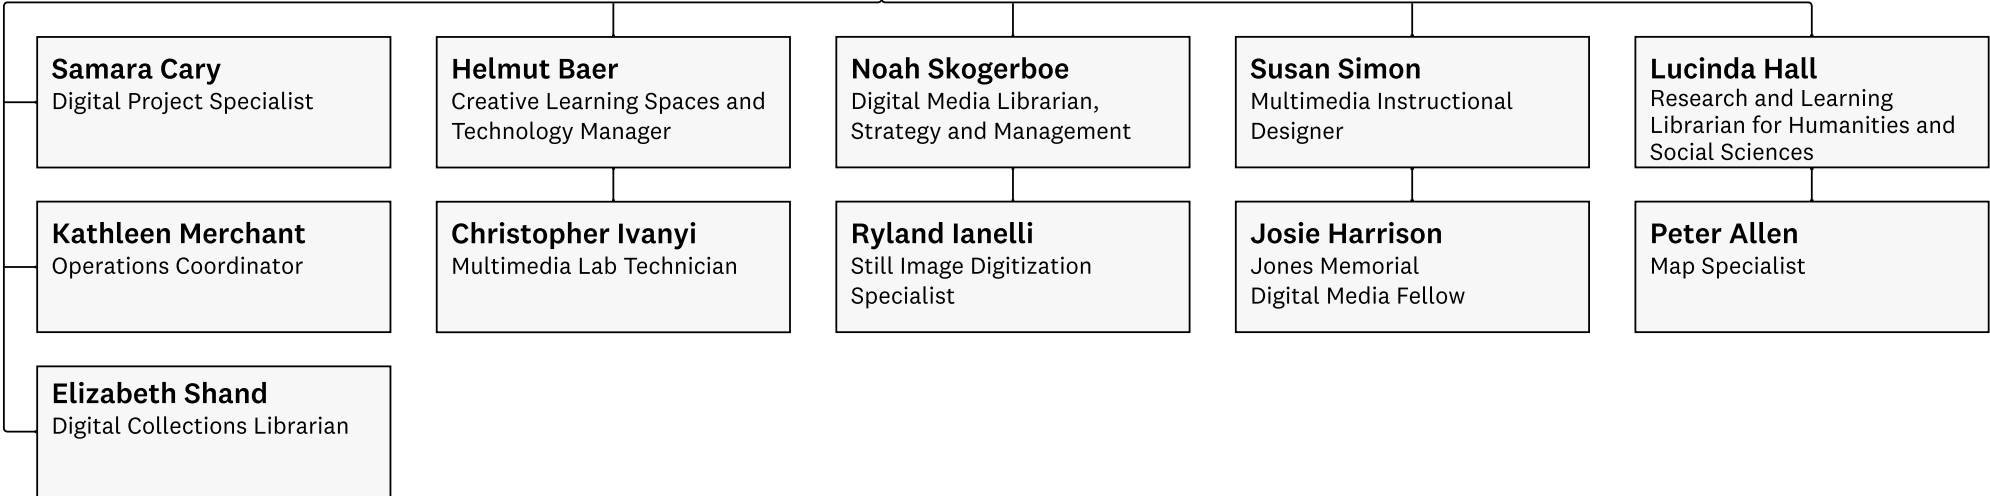 Samara Cary
Digital Project Specialist
Helmut Baer
Creative Learning Spaces and
Technology Manager
Noah Skogerboe
Digital Media Librarian,
Strategy and Management
Susan Simon
Multimedia Instructional
Designer
Lucinda Hall
Research and Learning
Librarian for Humanities and
Social Sciences
Kathleen Merchant
Operations Coordinator
Christopher Ivanyi
Multimedia Lab Technician
Ryland Ianelli
Still Image Digitization
Specialist
Josie Harrison
Jones Memorial
Digital Media Fellow
Peter Allen
Map Specialist
Elizabeth Shand
Digital Collections Librarian